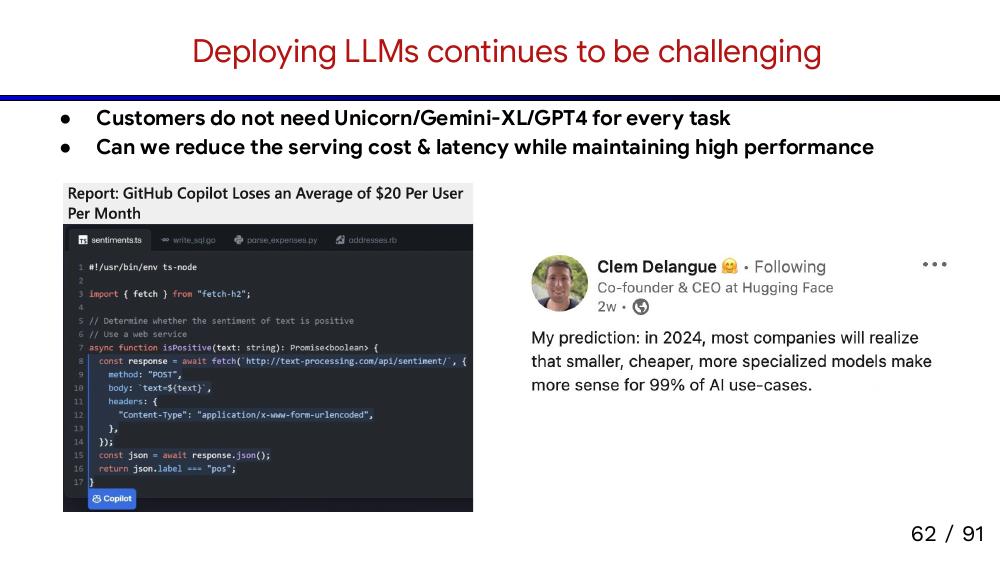 Deploying LLMs continues to be challenging
● Customers do not need Unicorn/Gemini-XL/GPT4 for every task
● Can we reduce the serving cost & latency while maintaining high performance
Report: GitHub Copilot Loses an Average of $20 Per User
Per Month
TS sentiments.ts write_sql.go parse_expenses.py addresses.rb
1 #!/usr/bin/env ts-node
2
3 import { fetch } from "fetch-h2";
4
5 // Determine whether the sentiment of text is positive
6 // Use a web service
7 async function isPositive(text: string): Promise<boolean> {
8 const response = await fetch(`http://text-processing.com/api/sentiment/`, {
9 method: "POST",
10 body: `text=${text}`,
11 headers: {
12 "Content-Type": "application/x-www-form-urlencoded",
13 },
14 });
15 const json = await response.json();
16 return json.label === "pos";
17 }
Copilot
Clem Delangue 🤗 • Following
Co-founder & CEO at Hugging Face
2w •
My prediction: in 2024, most companies will realize
that smaller, cheaper, more specialized models make
more sense for 99% of AI use-cases.
62 / 91